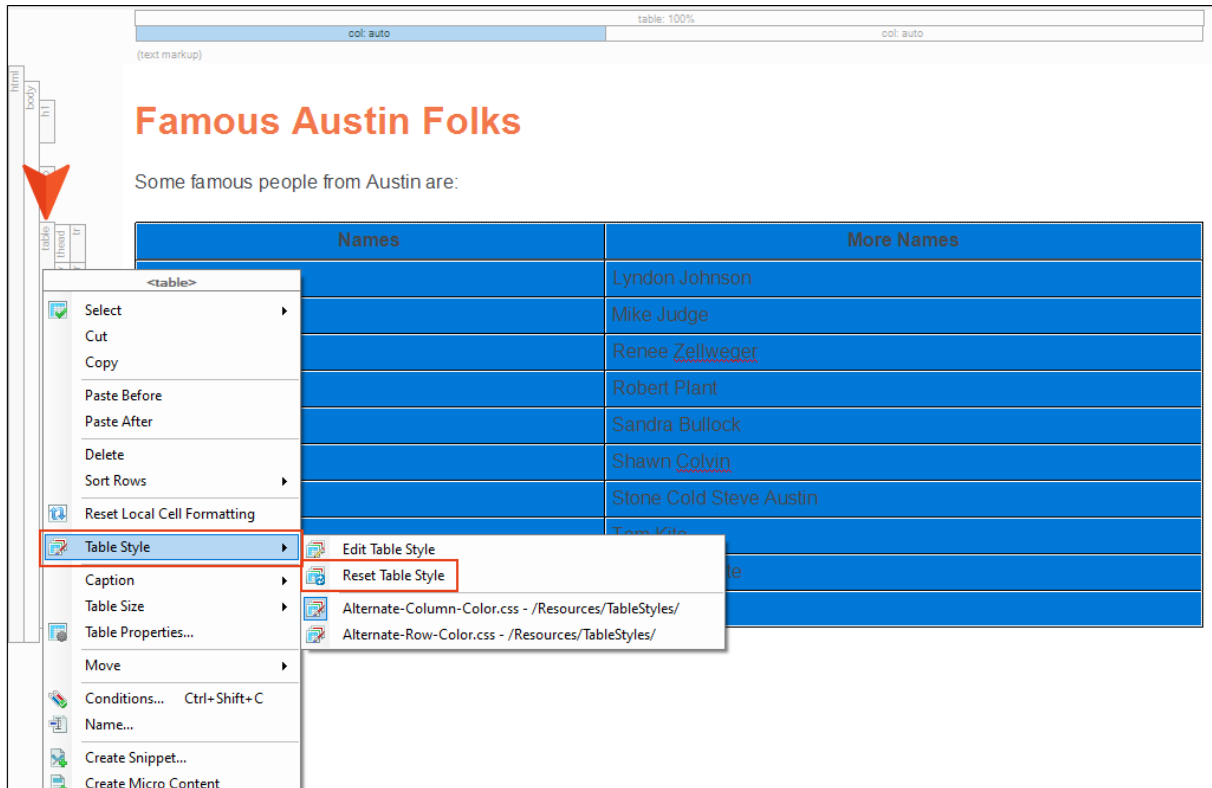 table: 100%
col: auto
col: auto
(text markup)
html
body
h1
Famous Austin Folks
Some famous people from Austin are:
table
thead
tr
Names
More Names
Lyndon Johnson
Mike Judge
Renee Zellweger
Robert Plant
Sandra Bullock
Shawn Colvin
Stone Cold Steve Austin
Tom Kite
te
<table>
Select
Cut
Copy
Paste Before
Paste After
Delete
Sort Rows
Reset Local Cell Formatting
Table Style
Caption
Table Size
Table Properties...
Move
Conditions... Ctrl+Shift+C
Name...
Create Snippet...
Create Micro Content
Edit Table Style
Reset Table Style
Alternate-Column-Color.css - /Resources/TableStyles/
Alternate-Row-Color.css - /Resources/TableStyles/